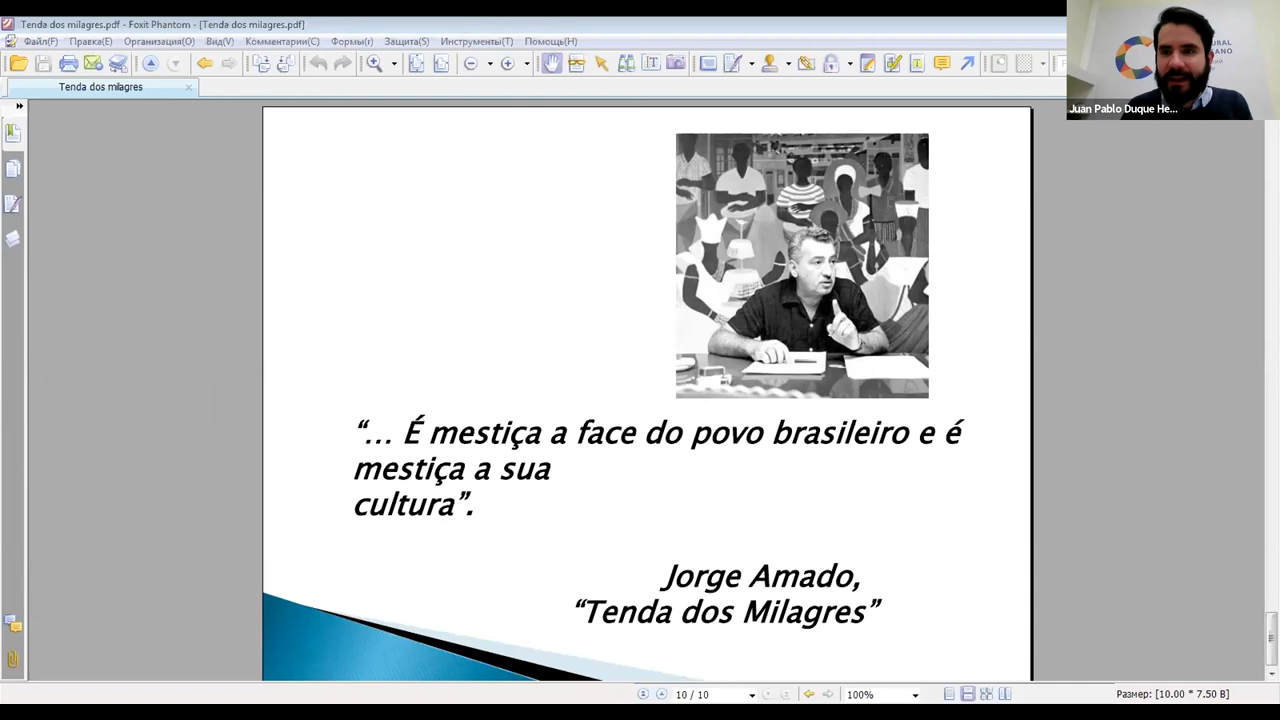 Tenda dos milagres.pdf - Foxit Phantom - [Tenda dos milagres.pdf]
Файл(F) Правка(E) Организация(O) Вид(V) Комментарии(C) Формы(r) Защита(S) Инструменты(T) Помощь(H)
Tenda dos milagres
URAL
ANO
Juan Pablo Duque He...
“... É mestiça a face do povo brasileiro e é
mestiça a sua
cultura”.
Jorge Amado,
“Tenda dos Milagres”
10 / 10
100%
Размер: [10.00 * 7.50 B]